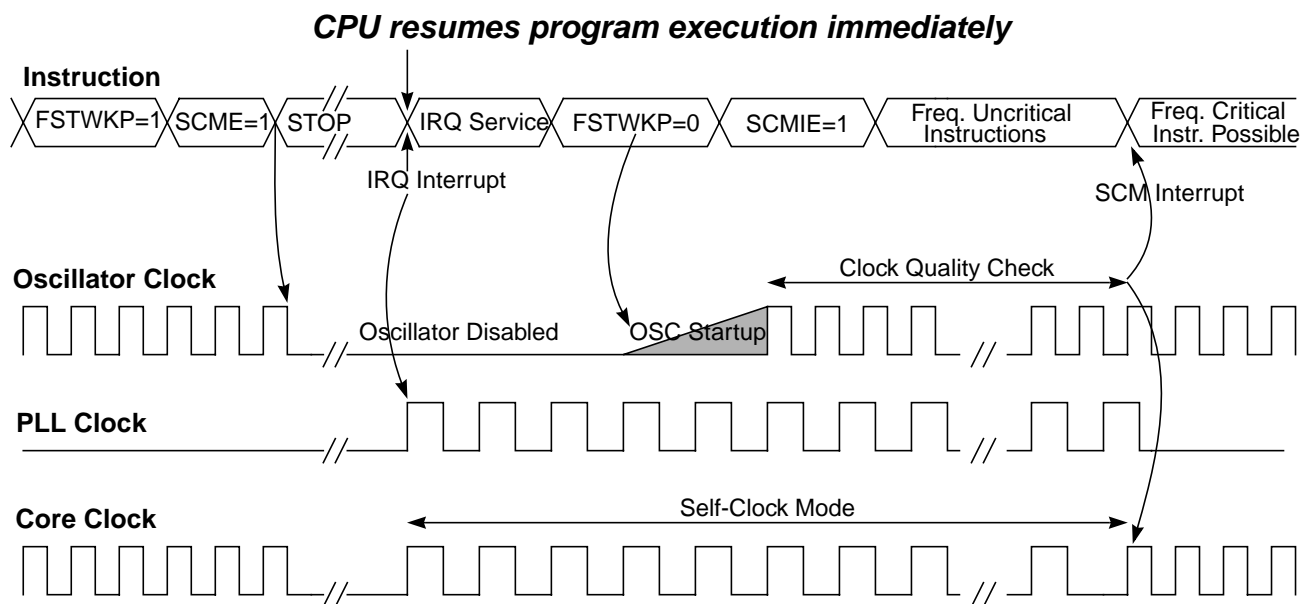 CPU resumes program execution immediately
Instruction
FSTWKP=1
SCME=1
STOP
IRQ Service
FSTWKP=0
SCMIE=1
Freq. Uncritical
Instructions
Freq. Critical
Instr. Possible
IRQ Interrupt
SCM Interrupt
Clock Quality Check
Oscillator Clock
Oscillator Disabled
OSC Startup
PLL Clock
Self-Clock Mode
Core Clock